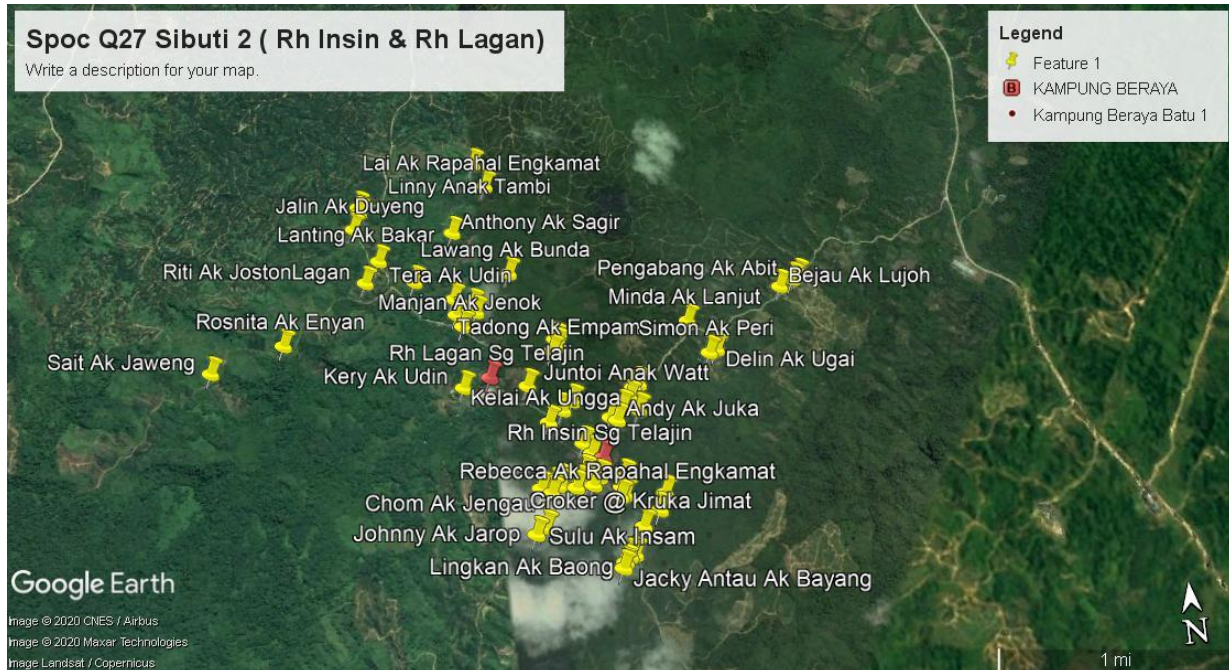 Spoc Q27 Sibuti 2 ( Rh Insin & Rh Lagan)
Write a description for your map.
Legend
Feature 1
B KAMPUNG BERAYA
Kampung Beraya Batu 1
Lai Ak Rapahal Engkamat
Linny Anak Tambi
Jalin Ak Duyeng
Anthony Ak Sagir
Lanting Ak Bakar
Lawang Ak Bunda
Riti Ak JostonLagan
Tera Ak Udin
Pengabang Ak Abit
Bejau Ak Lujoh
Manjan Ak Jenok
Minda Ak Lanjut
Rosnita Ak Enyan
Tadong Ak Empam
Simon Ak Peri
Sait Ak Jaweng
Rh Lagan Sg Telajin
Delin Ak Ugai
Kery Ak Udin
Juntoi Anak Watt
Kelai Ak Ungga
Andy Ak Juka
Rh Insin Sg Telajin
Rebecca Ak Rapahal Engkamat
Chom Ak Jengau
Croker @ Kruka Jimat
Johnny Ak Jarop
Sulu Ak Insam
Lingkan Ak Baong
Jacky Antau Ak Bayang
Google Earth
Image © 2020 CNES / Airbus
Image © 2020 Maxar Technologies
Image Landsat / Copernicus
N
1 mi